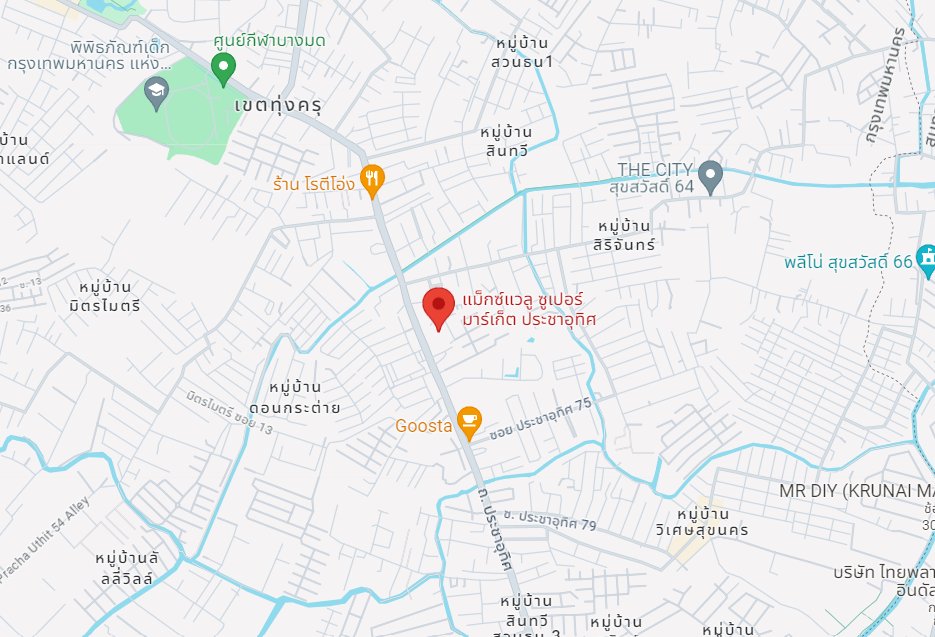 ศูนย์กีฬาบางมด
พิพิธภัณฑ์เด็ก
กรุงเทพมหานคร แห่ง...
หมู่บ้าน
สวนธน1
เขตทุ่งครุ
กรุงเทพมหานคร
หมู่บ้าน
สินทวี
THE CITY
สุขสวัสดิ์ 64
ร้าน โรตีโอ่ง
หมู่บ้าน
สิริจันทร์
พลีโน่ สุขสวัสดิ์ 66
ซ. 13
36
หมู่บ้าน
มิตรไมตรี
แม็กซ์แวลู ซูเปอร์
มาร์เก็ต ประชาอุทิศ
หมู่บ้าน
ดอนกระต่าย
มิตรไมตรี ซอย 13
Goosta
ซอย ประชาอุทิศ 75
MR DIY (KRUNAI MA
ถ. ประชาอุทิศ
ซ. ประชาอุทิศ 79
หมู่บ้าน
วิเศษสุขนคร
Pracha Uthit 54 Alley
หมู่บ้านลั
ลลี่วิลล์
บริษัท ไทยพลา
อินดัส
หมู่บ้าน
สินทวี
สวนธน 3
หมู่บ้าน
หมู่บ้าน